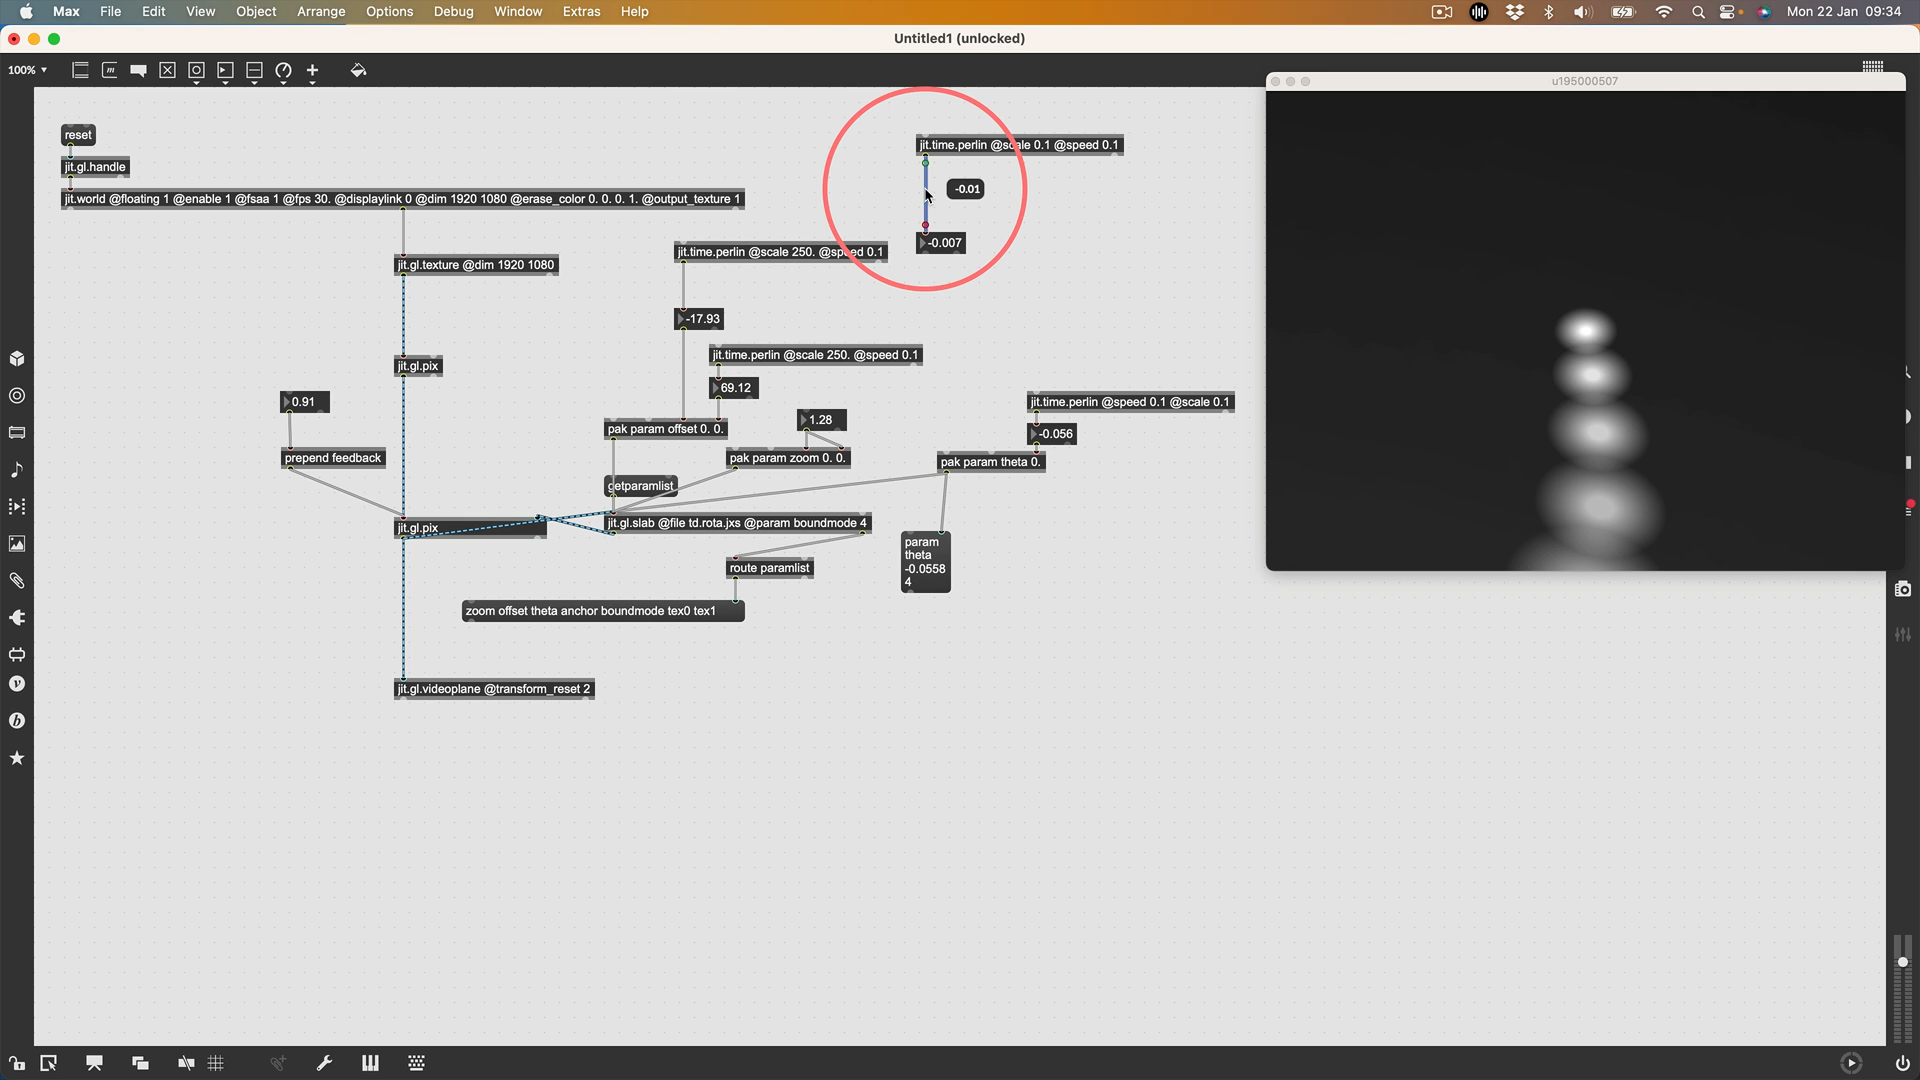 Max File Edit View Object Arrange Options Debug Window Extras Help Mon 22 Jan 09:34
Untitled1 (unlocked)
100%
u195000507
reset
jit.time.perlin @scale 0.1 @speed 0.1
jit.gl.handle
-0.01
jit.world @floating 1 @enable 1 @fsaa 1 @fps 30. @displaylink 0 @dim 1920 1080 @erase_color 0. 0. 0. 1. @output_texture 1
-0.007
jit.time.perlin @scale 250. @speed 0.1
jit.gl.texture @dim 1920 1080
-17.93
jit.time.perlin @scale 250. @speed 0.1
jit.gl.pix
69.12
0.91
jit.time.perlin @speed 0.1 @scale 0.1
1.28
pak param offset 0. 0.
-0.056
prepend feedback
pak param zoom 0. 0.
pak param theta 0.
getparamlist
jit.gl.pix
jit.gl.slab @file td.rota.jxs @param boundmode 4
param
theta
-0.0558
4
route paramlist
zoom offset theta anchor boundmode tex0 tex1
jit.gl.videoplane @transform_reset 2